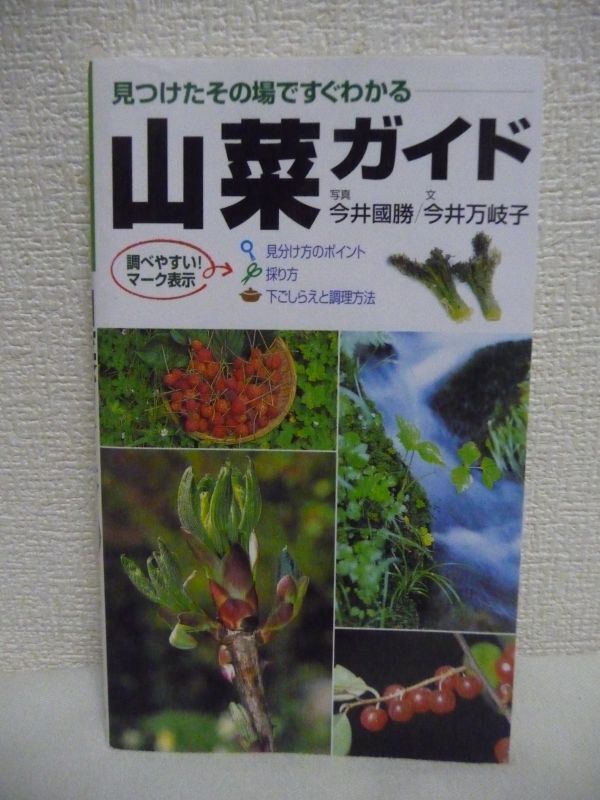 見つけたその場ですぐわかる
山菜ガイド
写真 文
今井國勝/今井万岐子
調べやすい!
マーク表示
見分け方のポイント
採り方
下ごしらえと調理方法